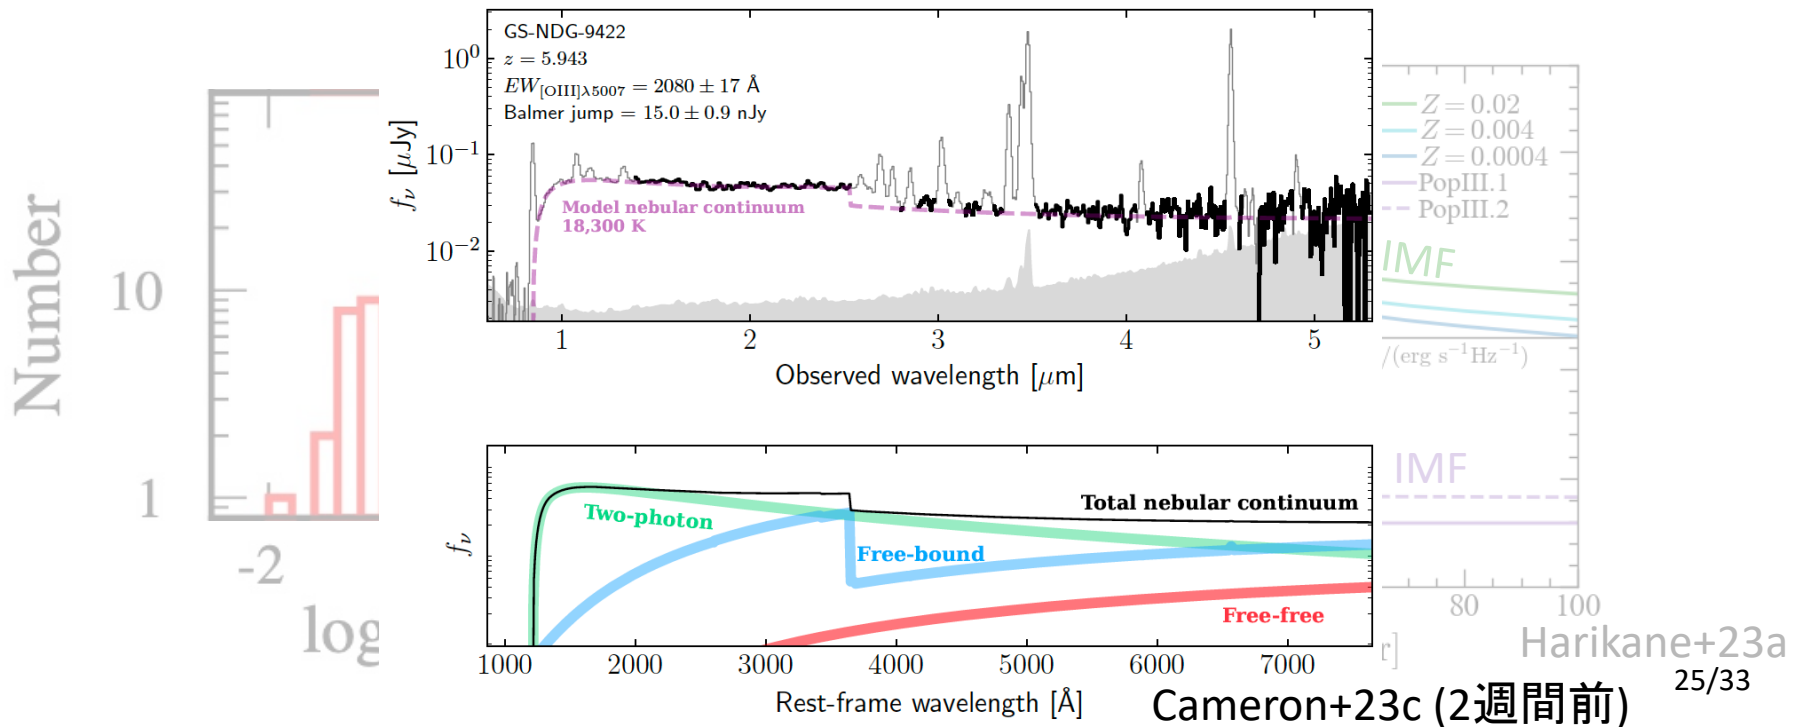 GS-NDG-9422
z = 5.943
EW[OIII]λ5007 = 2080 ± 17 Å
Balmer jump = 15.0 ± 0.9 nJy
10⁰
10⁻¹
10⁻²
fν [μJy]
Model nebular continuum
18,300 K
1 2 3 4 5
Observed wavelength [μm]
Number
10
1
-2
log
Z = 0.02
Z = 0.004
Z = 0.0004
PopIII.1
PopIII.2
IMF
/(erg s⁻¹Hz⁻¹)
IMF
80 100
r]
fν
Two-photon
Total nebular continuum
Free-bound
Free-free
1000 2000 3000 4000 5000 6000 7000
Rest-frame wavelength [Å]
Harikane+23a
Cameron+23c (2週間前)
25/33